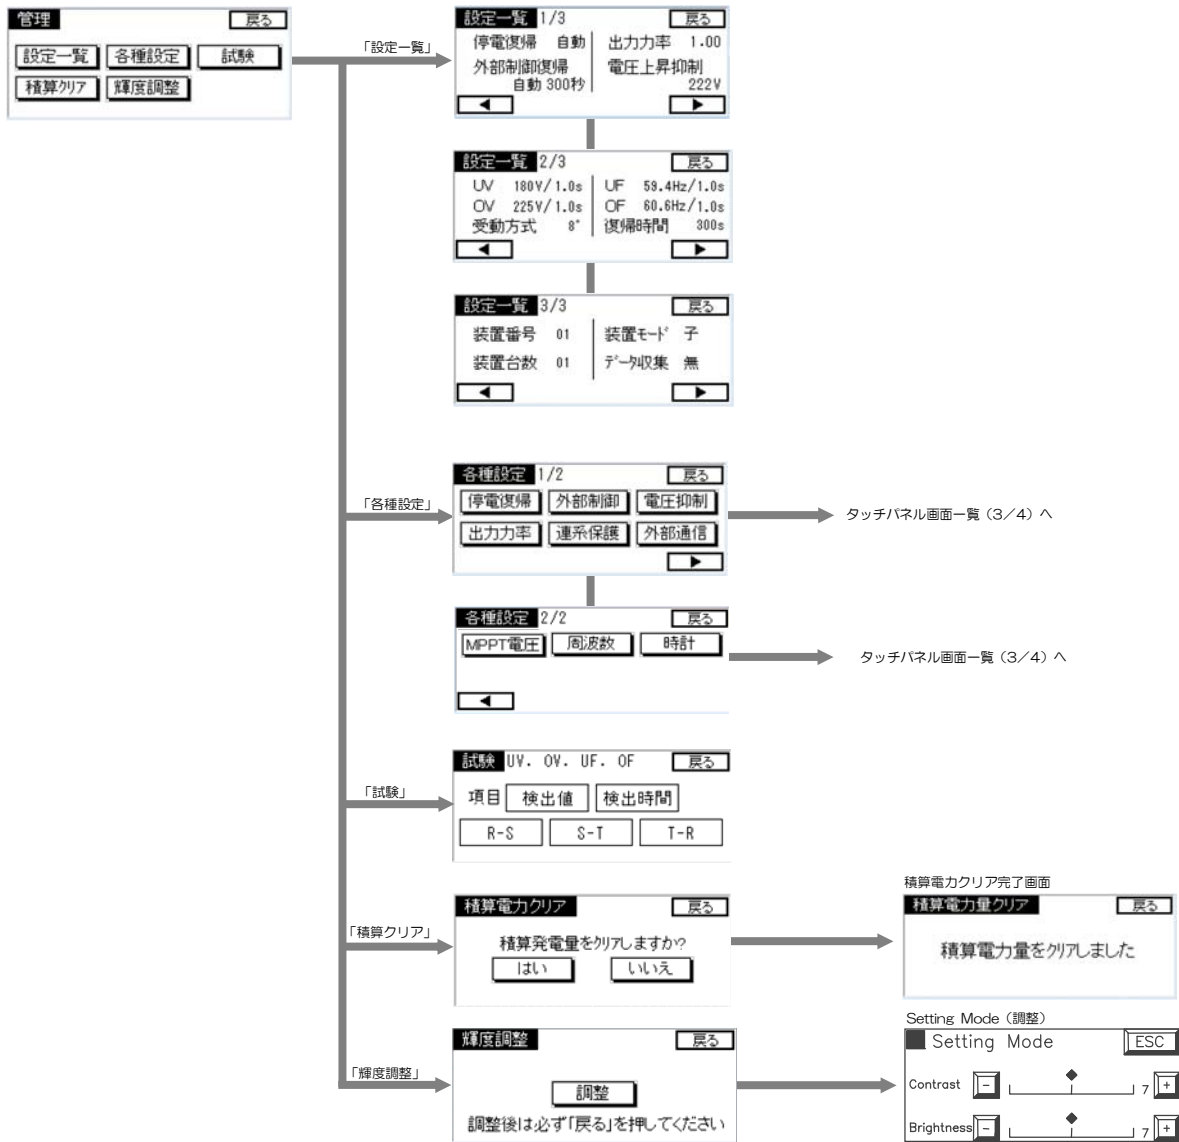 管理 戻る
設定一覧 各種設定 試験
積算クリア 輝度調整
「設定一覧」
設定一覧 1/3 戻る
停電復帰 自動 出力力率 1.00
外部制御復帰 電圧上昇抑制
自動 300秒 222V
◀ ▶
設定一覧 2/3 戻る
UV 180V/1.0s UF 59.4Hz/1.0s
OV 225V/1.0s OF 60.6Hz/1.0s
受動方式 8° 復帰時間 300s
◀ ▶
設定一覧 3/3 戻る
装置番号 01 装置モード 子
装置台数 01 データ収集 無
◀ ▶
「各種設定」
各種設定 1/2 戻る
停電復帰 外部制御 電圧抑制
出力力率 連系保護 外部通信
▶
タッチパネル画面一覧（3／4）へ
各種設定 2/2 戻る
MPPT電圧 周波数 時計
◀
タッチパネル画面一覧（3／4）へ
「試験」
試験 UV. OV. UF. OF 戻る
項目 検出値 検出時間
R-S S-T T-R
「積算クリア」
積算電力クリア 戻る
積算発電量をクリアしますか?
はい いいえ
積算電力クリア完了画面
積算電力量クリア 戻る
積算電力量をクリアしました
「輝度調整」
輝度調整 戻る
調整
調整後は必ず「戻る」を押してください
Setting Mode（調整）
Setting Mode ESC
Contrast - 7 +
Brightness - 7 +